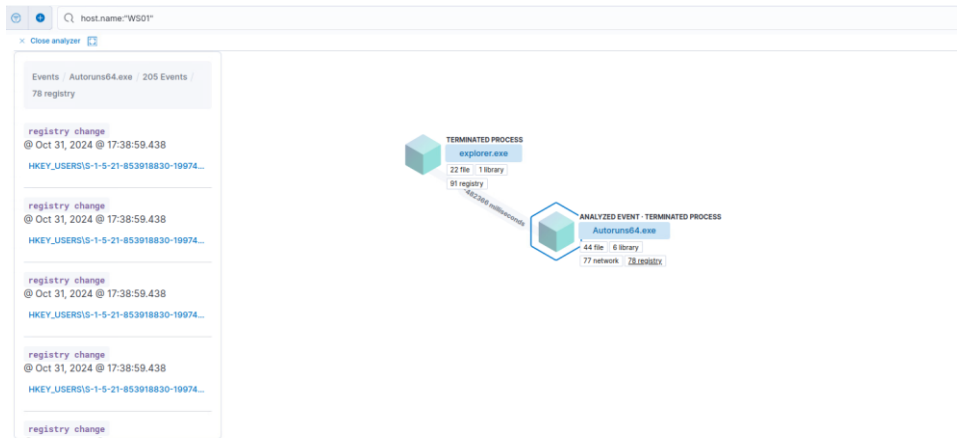 host.name:"WS01"
Close analyzer
Events / Autoruns64.exe / 205 Events /
78 registry
registry change
@ Oct 31, 2024 @ 17:38:59.438
HKEY_USERS\S-1-5-21-853918830-19974...
registry change
@ Oct 31, 2024 @ 17:38:59.438
HKEY_USERS\S-1-5-21-853918830-19974...
registry change
@ Oct 31, 2024 @ 17:38:59.438
HKEY_USERS\S-1-5-21-853918830-19974...
registry change
@ Oct 31, 2024 @ 17:38:59.438
HKEY_USERS\S-1-5-21-853918830-19974...
registry change
TERMINATED PROCESS
explorer.exe
22 file 1 library
91 registry
-482366 milliseconds
ANALYZED EVENT · TERMINATED PROCESS
Autoruns64.exe
44 file 6 library
77 network 78 registry